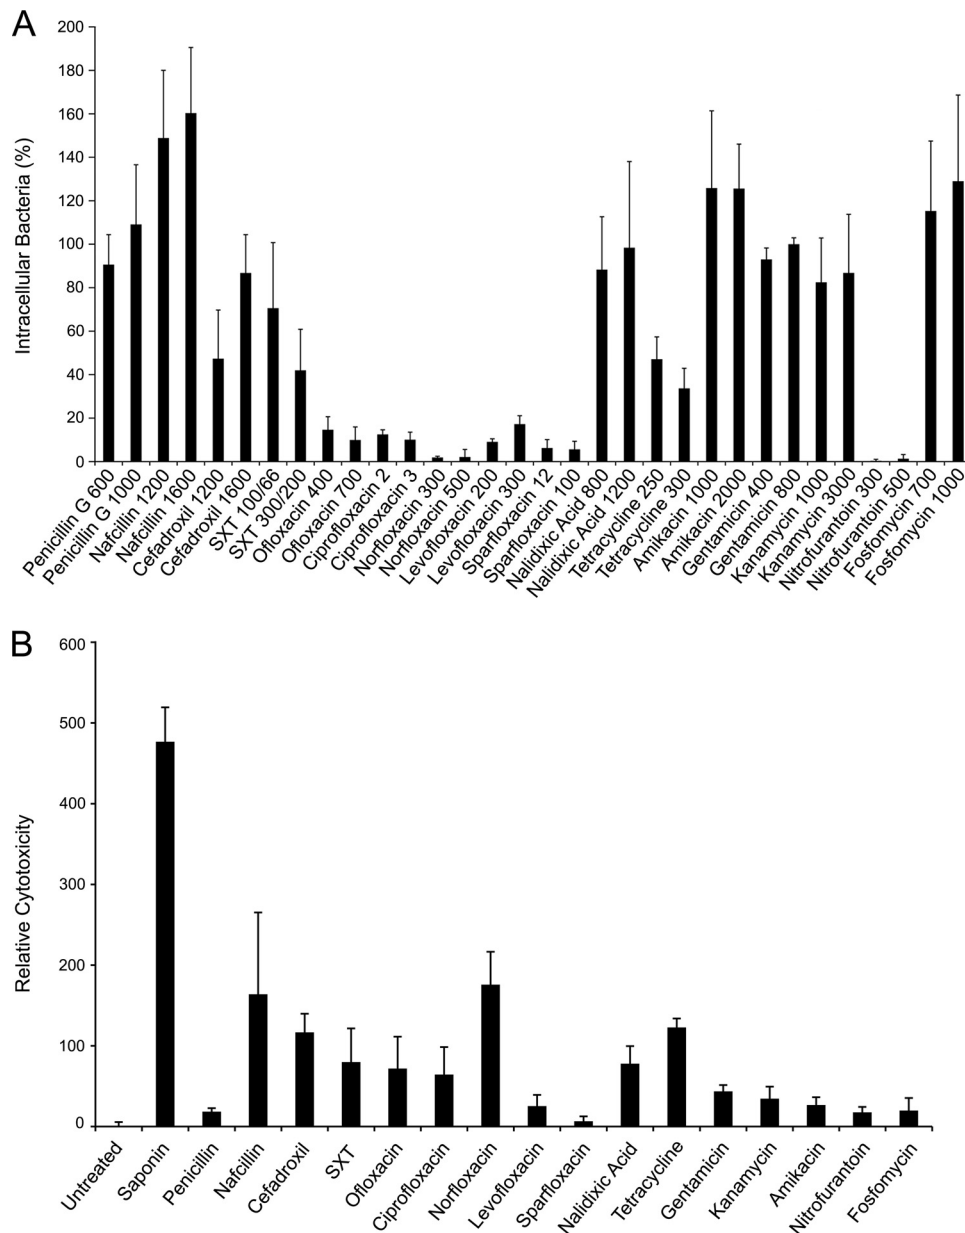 A
Intracellular Bacteria (%)
200
180
160
140
120
100
80
60
40
20
0
Penicillin G 600
Penicillin G 1000
Nafcillin 1200
Nafcillin 1600
Cefadroxil 1200
Cefadroxil 1600
SXT 100/66
SXT 300/200
Ofloxacin 400
Ofloxacin 700
Ciprofloxacin 2
Ciprofloxacin 3
Norfloxacin 300
Norfloxacin 500
Levofloxacin 200
Levofloxacin 300
Sparfloxacin 12
Sparfloxacin 100
Nalidixic Acid 800
Nalidixic Acid 1200
Tetracycline 250
Tetracycline 300
Amikacin 1000
Amikacin 2000
Gentamicin 400
Gentamicin 800
Kanamycin 1000
Kanamycin 3000
Nitrofurantoin 300
Nitrofurantoin 500
Fosfomycin 700
Fosfomycin 1000
B
Relative Cytotoxicity
600
500
400
300
200
100
0
Untreated
Saponin
Penicillin
Nafcillin
Cefadroxil
SXT
Ofloxacin
Ciprofloxacin
Norfloxacin
Levofloxacin
Sparfloxacin
Nalidixic Acid
Tetracycline
Gentamicin
Kanamycin
Amikacin
Nitrofurantoin
Fosfomycin